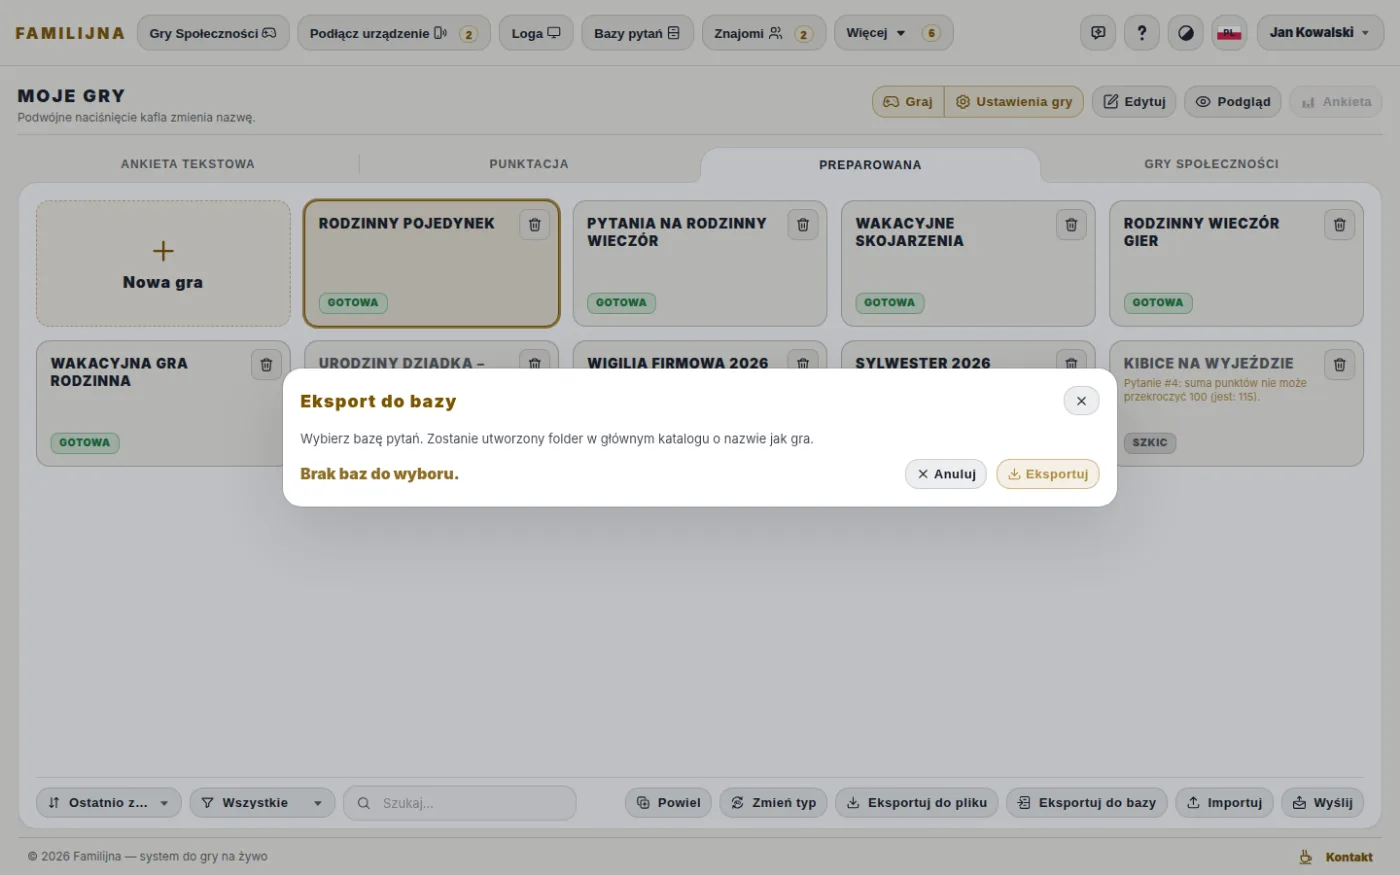 FAMILIJNA
Gry Społeczności
Podłącz urządzenie 2
Loga
Bazy pytań
Znajomi 2
Więcej 6
?
PL
Jan Kowalski
MOJE GRY
Podwójne naciśnięcie kafla zmienia nazwę.
Graj
Ustawienia gry
Edytuj
Podgląd
Ankieta
ANKIETA TEKSTOWA
PUNKTACJA
PREPAROWANA
GRY SPOŁECZNOŚCI
Nowa gra
RODZINNY POJEDYNEK
GOTOWA
PYTANIA NA RODZINNY
WIECZÓR
GOTOWA
WAKACYJNE
SKOJARZENIA
GOTOWA
RODZINNY WIECZÓR
GIER
GOTOWA
WAKACYJNA GRA
RODZINNA
GOTOWA
URODZINY DZIADKA –
WIGILIA FIRMOWA 2026
SYLWESTER 2026
KIBICE NA WYJEŹDZIE
Pytanie #4: suma punktów nie może
przekroczyć 100 (jest: 115).
SZKIC
Eksport do bazy
Wybierz bazę pytań. Zostanie utworzony folder w głównym katalogu o nazwie jak gra.
Brak baz do wyboru.
Anuluj
Eksportuj
Ostatnio z...
Wszystkie
Szukaj...
Powiel
Zmień typ
Eksportuj do pliku
Eksportuj do bazy
Importuj
Wyślij
© 2026 Familijna — system do gry na żywo
Kontakt